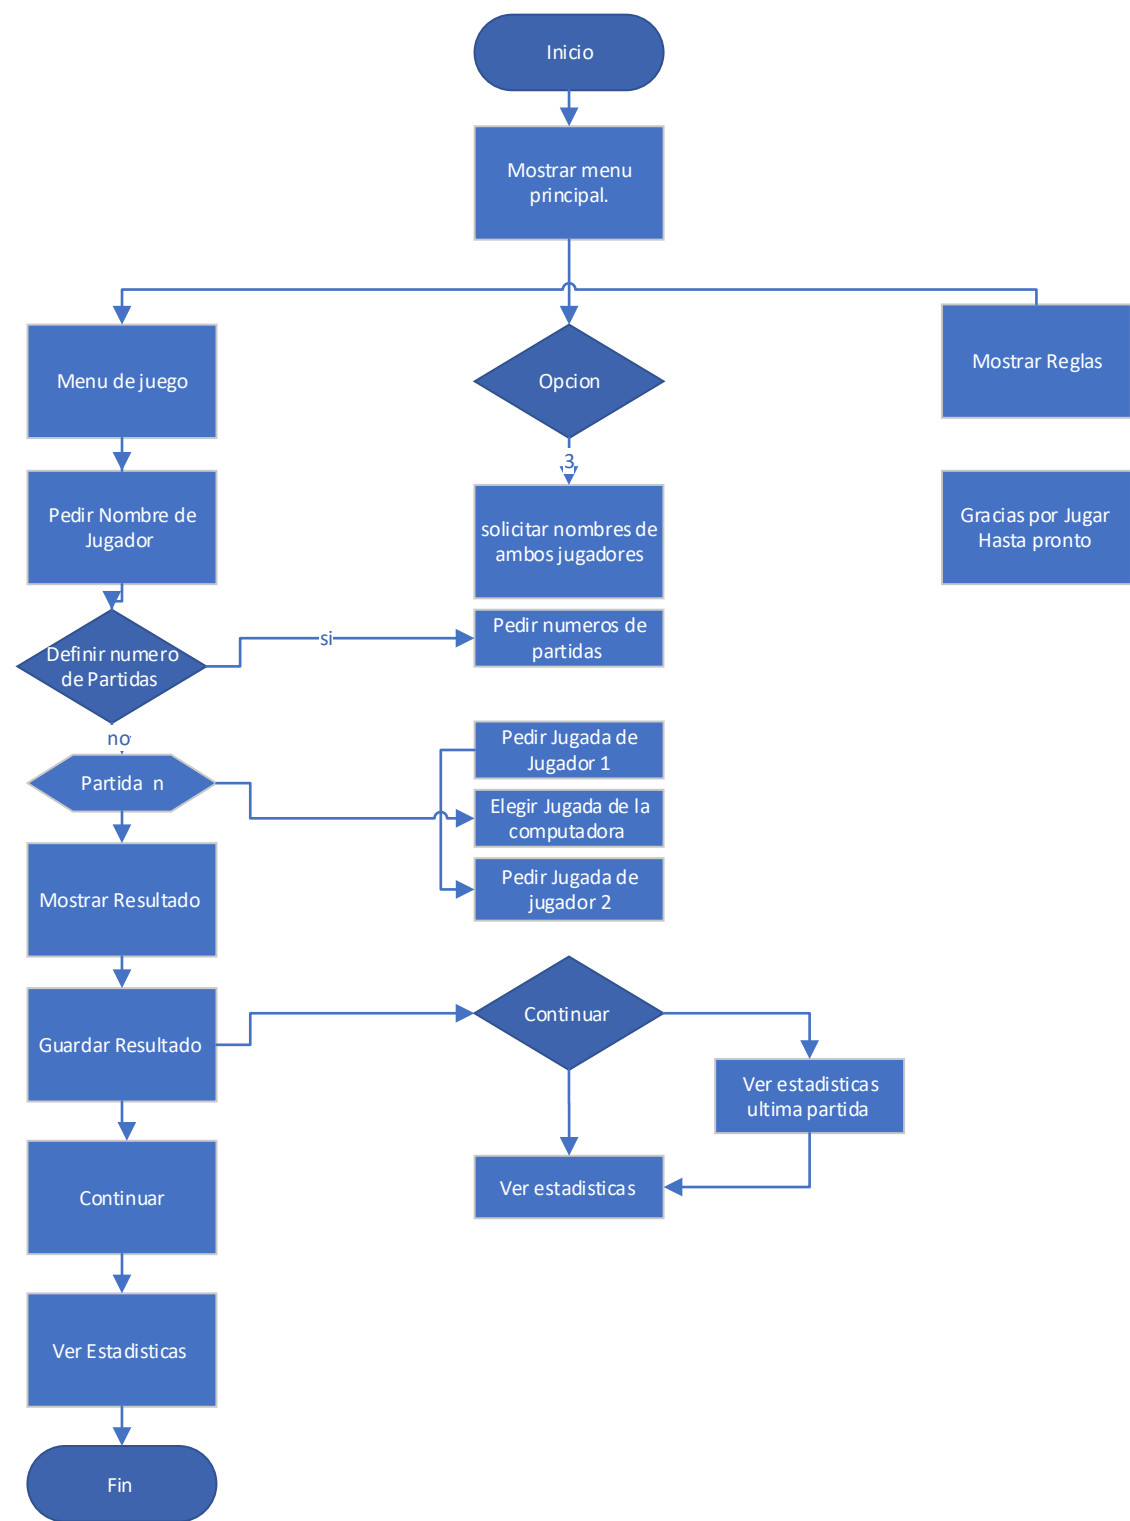 Inicio
Mostrar menu
principal.
Menu de juego
Opcion
Mostrar Reglas
3
Pedir Nombre de
Jugador
solicitar nombres de
ambos jugadores
Gracias por Jugar
Hasta pronto
Definir numero
de Partidas
si
Pedir numeros de
partidas
no
Partida n
Pedir Jugada de
Jugador 1
Elegir Jugada de la
computadora
Pedir Jugada de
jugador 2
Mostrar Resultado
Guardar Resultado
Continuar
Ver estadisticas
ultima partida
Ver estadisticas
Continuar
Ver Estadisticas
Fin